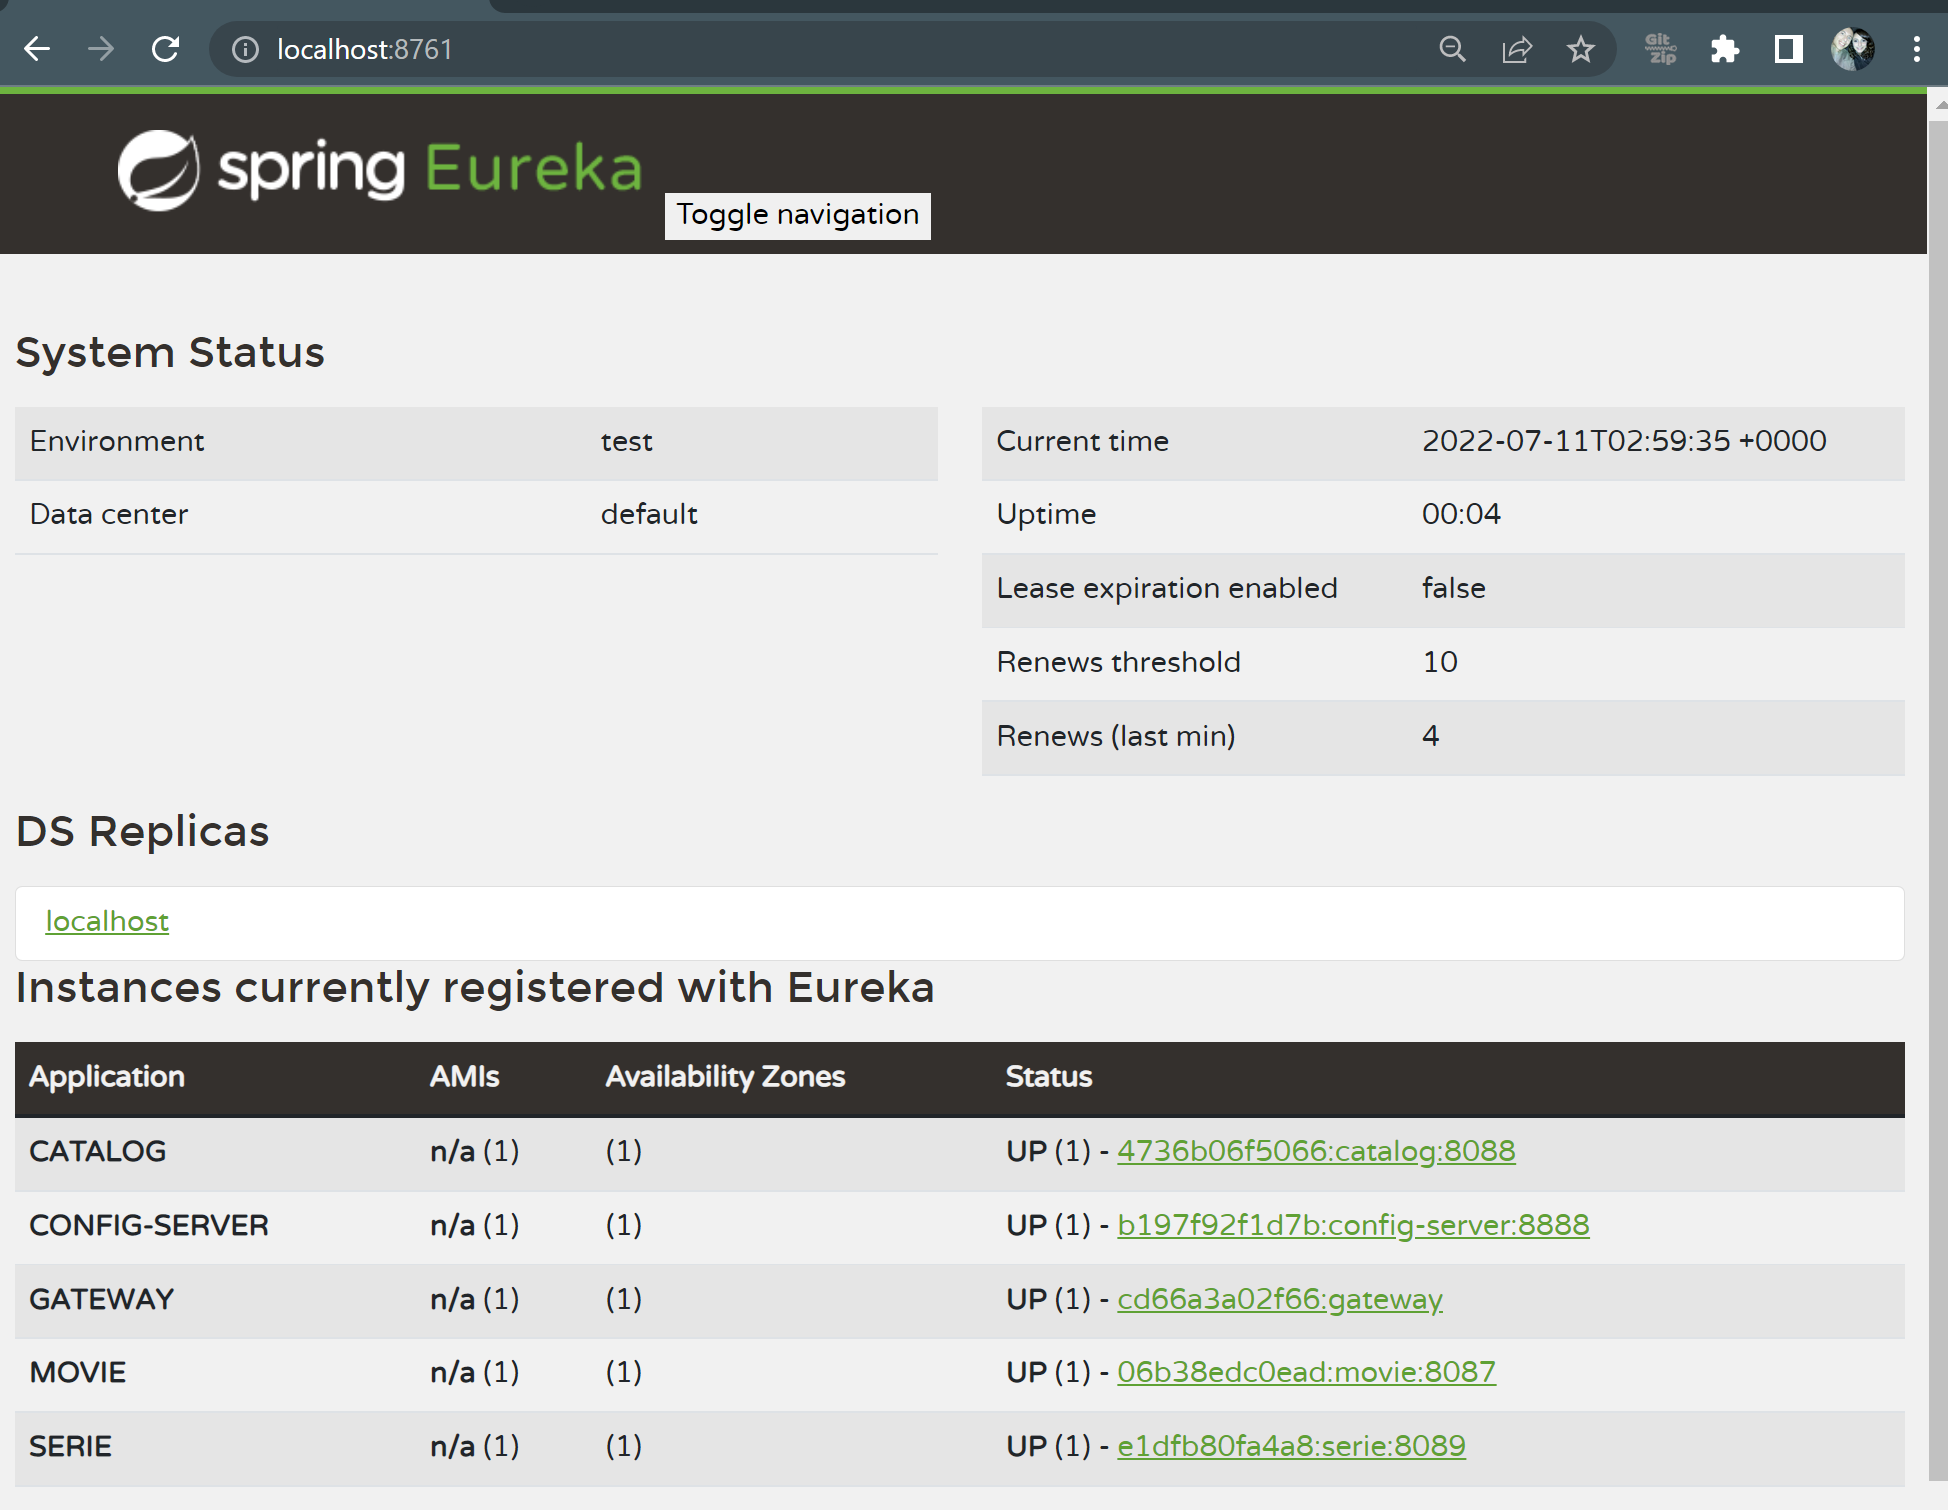 localhost:8761
Git Zip
spring Eureka
Toggle navigation
System Status
Environment test
Data center default
Current time 2022-07-11T02:59:35 +0000
Uptime 00:04
Lease expiration enabled false
Renews threshold 10
Renews (last min) 4
DS Replicas
localhost
Instances currently registered with Eureka
Application AMIs Availability Zones Status
CATALOG n/a (1) (1) UP (1) - 4736b06f5066:catalog:8088
CONFIG-SERVER n/a (1) (1) UP (1) - b197f92f1d7b:config-server:8888
GATEWAY n/a (1) (1) UP (1) - cd66a3a02f66:gateway
MOVIE n/a (1) (1) UP (1) - 06b38edc0ead:movie:8087
SERIE n/a (1) (1) UP (1) - e1dfb80fa4a8:serie:8089